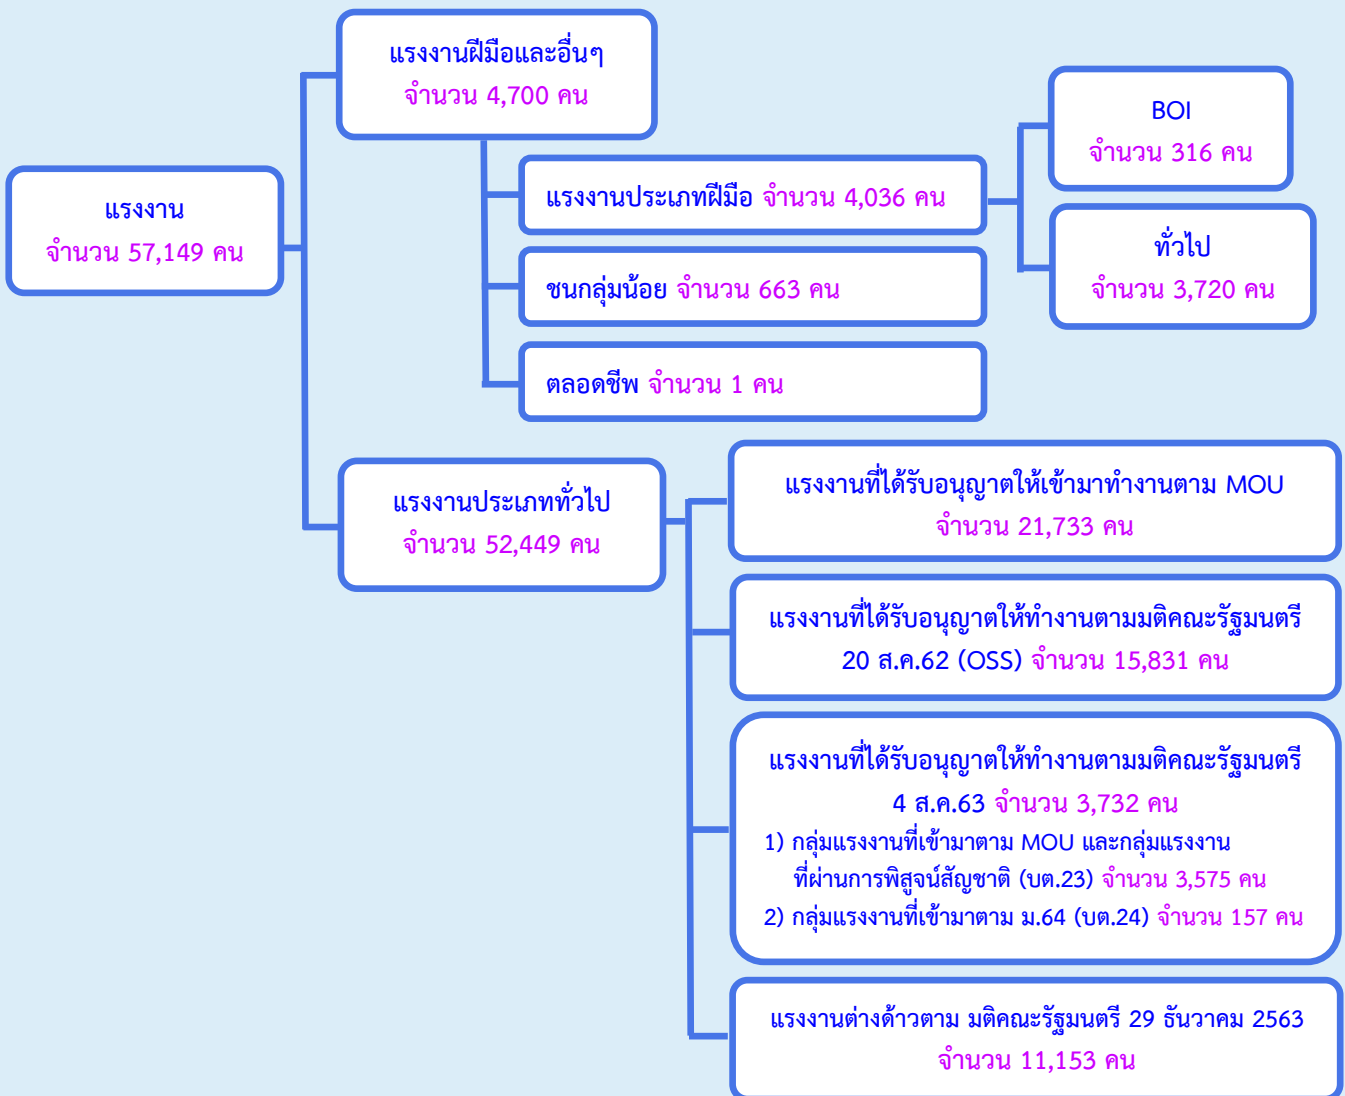 แรงงานฝีมือและอื่นๆ
จำนวน 4,700 คน
BOI
จำนวน 316 คน
แรงงาน
จำนวน 57,149 คน
แรงงานประเภทฝีมือ จำนวน 4,036 คน
ทั่วไป
จำนวน 3,720 คน
ชนกลุ่มน้อย จำนวน 663 คน
ตลอดชีพ จำนวน 1 คน
แรงงานประเภททั่วไป
จำนวน 52,449 คน
แรงงานที่ได้รับอนุญาตให้เข้ามาทำงานตาม MOU
จำนวน 21,733 คน
แรงงานที่ได้รับอนุญาตให้ทำงานตามมติคณะรัฐมนตรี
20 ส.ค.62 (OSS) จำนวน 15,831 คน
แรงงานที่ได้รับอนุญาตให้ทำงานตามมติคณะรัฐมนตรี
4 ส.ค.63 จำนวน 3,732 คน
1) กลุ่มแรงงานที่เข้ามาตาม MOU และกลุ่มแรงงาน
ที่ผ่านการพิสูจน์สัญชาติ (บต.23) จำนวน 3,575 คน
2) กลุ่มแรงงานที่เข้ามาตาม ม.64 (บต.24) จำนวน 157 คน
แรงงานต่างด้าวตาม มติคณะรัฐมนตรี 29 ธันวาคม 2563
จำนวน 11,153 คน